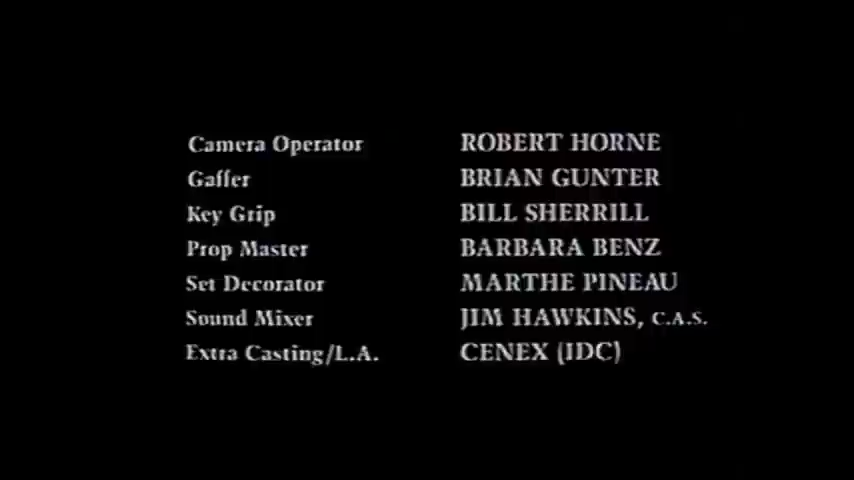 Camera Operator ROBERT HORNE
Gaffer BRIAN GUNTER
Key Grip BILL SHERRILL
Prop Master BARBARA BENZ
Set Decorator MARTHE PINEAU
Sound Mixer JIM HAWKINS, C.A.S.
Extra Casting/L.A. CENEX (IDC)